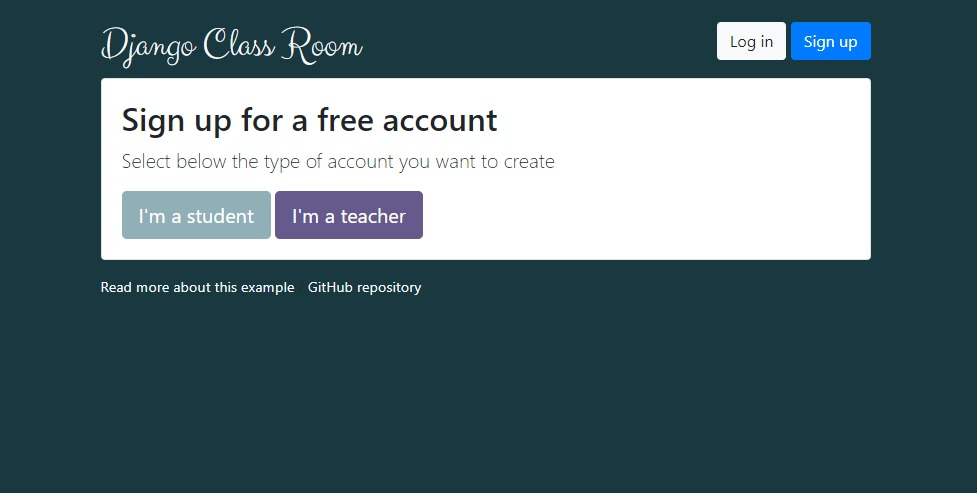 Django Class Room
Log in
Sign up
Sign up for a free account
Select below the type of account you want to create
I'm a student
I'm a teacher
Read more about this example
GitHub repository